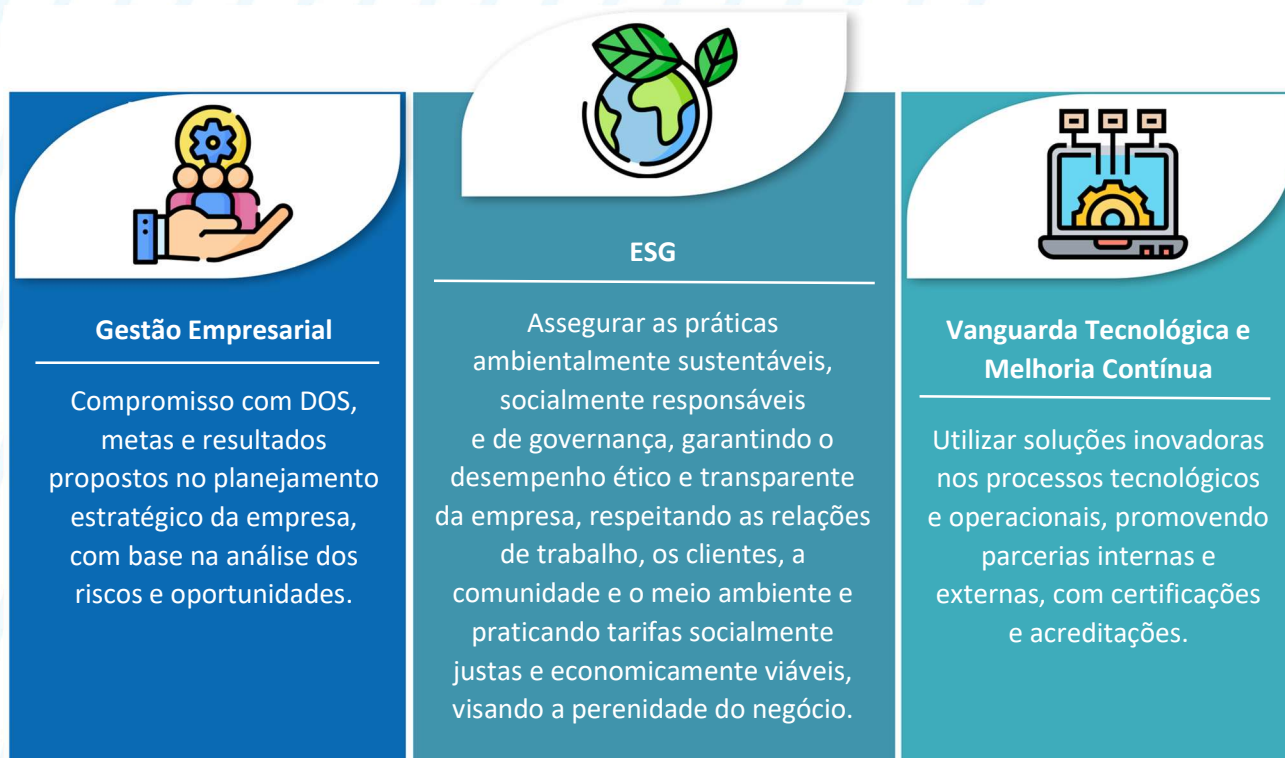 Gestão Empresarial
Compromisso com DOS,
metas e resultados
propostos no planejamento
estratégico da empresa,
com base na análise dos
riscos e oportunidades.
ESG
Assegurar as práticas
ambientalmente sustentáveis,
socialmente responsáveis
e de governança, garantindo o
desempenho ético e transparente
da empresa, respeitando as relações
de trabalho, os clientes, a
comunidade e o meio ambiente e
praticando tarifas socialmente
justas e economicamente viáveis,
visando a perenidade do negócio.
Vanguarda Tecnológica e
Melhoria Contínua
Utilizar soluções inovadoras
nos processos tecnológicos
e operacionais, promovendo
parcerias internas e
externas, com certificações
e acreditações.